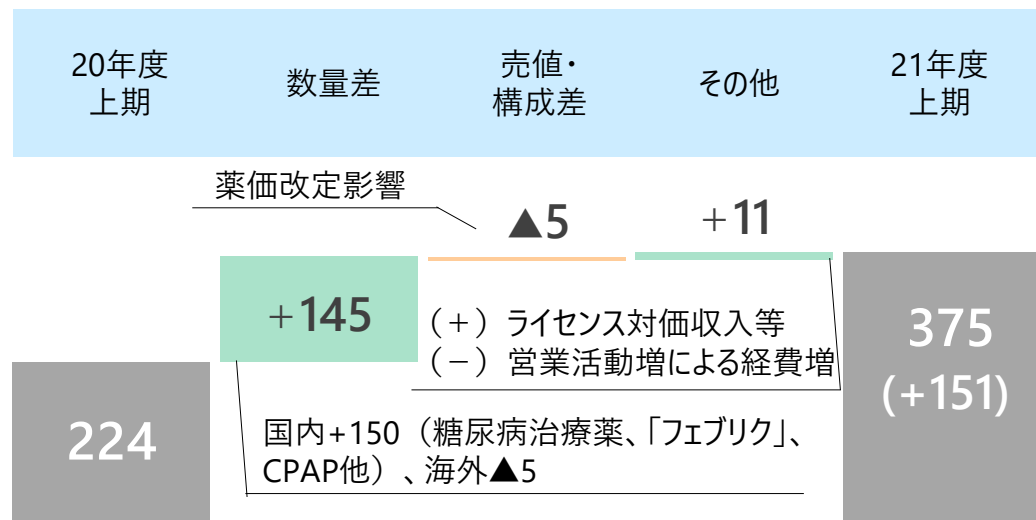 20年度
上期
数量差
売値・
構成差
その他
21年度
上期
薬価改定影響
▲5
+11
+145
(+)ライセンス対価収入等
(-)営業活動増による経費増
375
(+151)
224
国内+150(糖尿病治療薬、「フェブリク」、
CPAP他)、海外▲5